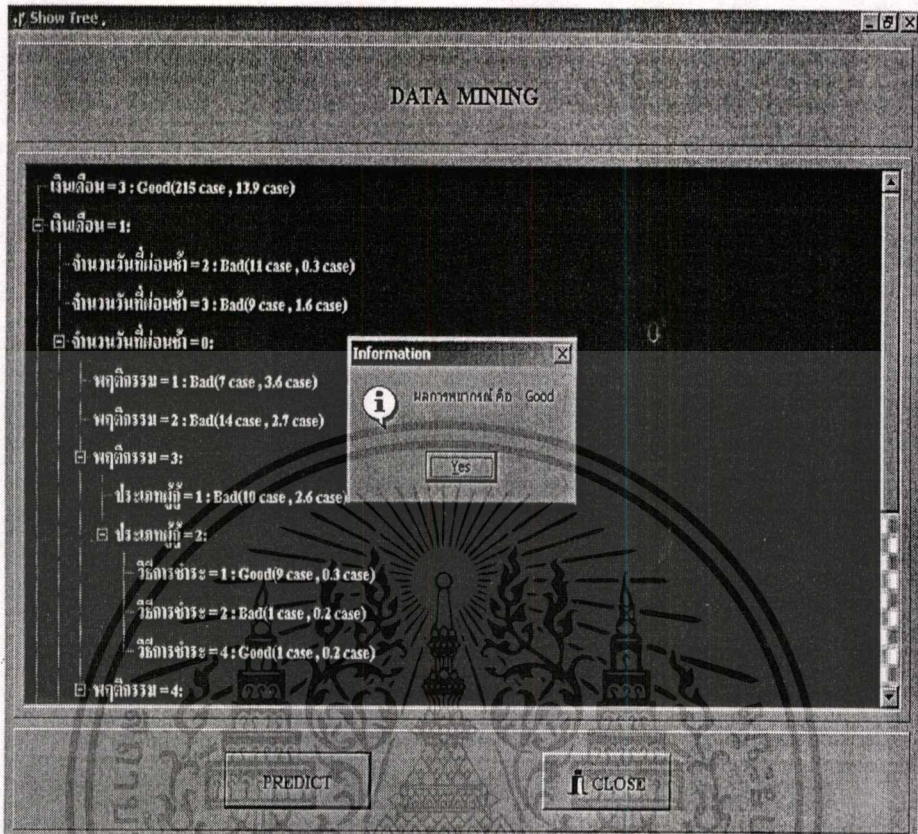 Show Tree
DATA MINING
เงินเดือน=3 : Good(215 case , 13.9 case)
เงินเดือน=1:
จำนวนวันที่ผ่อนช้า=2 : Bad(11 case , 0.3 case)
จำนวนวันที่ผ่อนช้า=3 : Bad(9 case , 1.6 case)
จำนวนวันที่ผ่อนช้า=0:
พฤติกรรม=1 : Bad(7 case , 3.6 case)
พฤติกรรม=2 : Bad(14 case , 2.7 case)
พฤติกรรม=3:
ประเภทผู้กู้=1 : Bad(10 case , 2.6 case)
ประเภทผู้กู้=2:
วิธีการชำระ=1 : Good(9 case , 0.3 case)
วิธีการชำระ=2 : Bad(1 case , 0.2 case)
วิธีการชำระ=4 : Good(1 case , 0.2 case)
พฤติกรรม=4:
Information
ผลการพยากรณ์ คือ Good
Yes
PREDICT
CLOSE